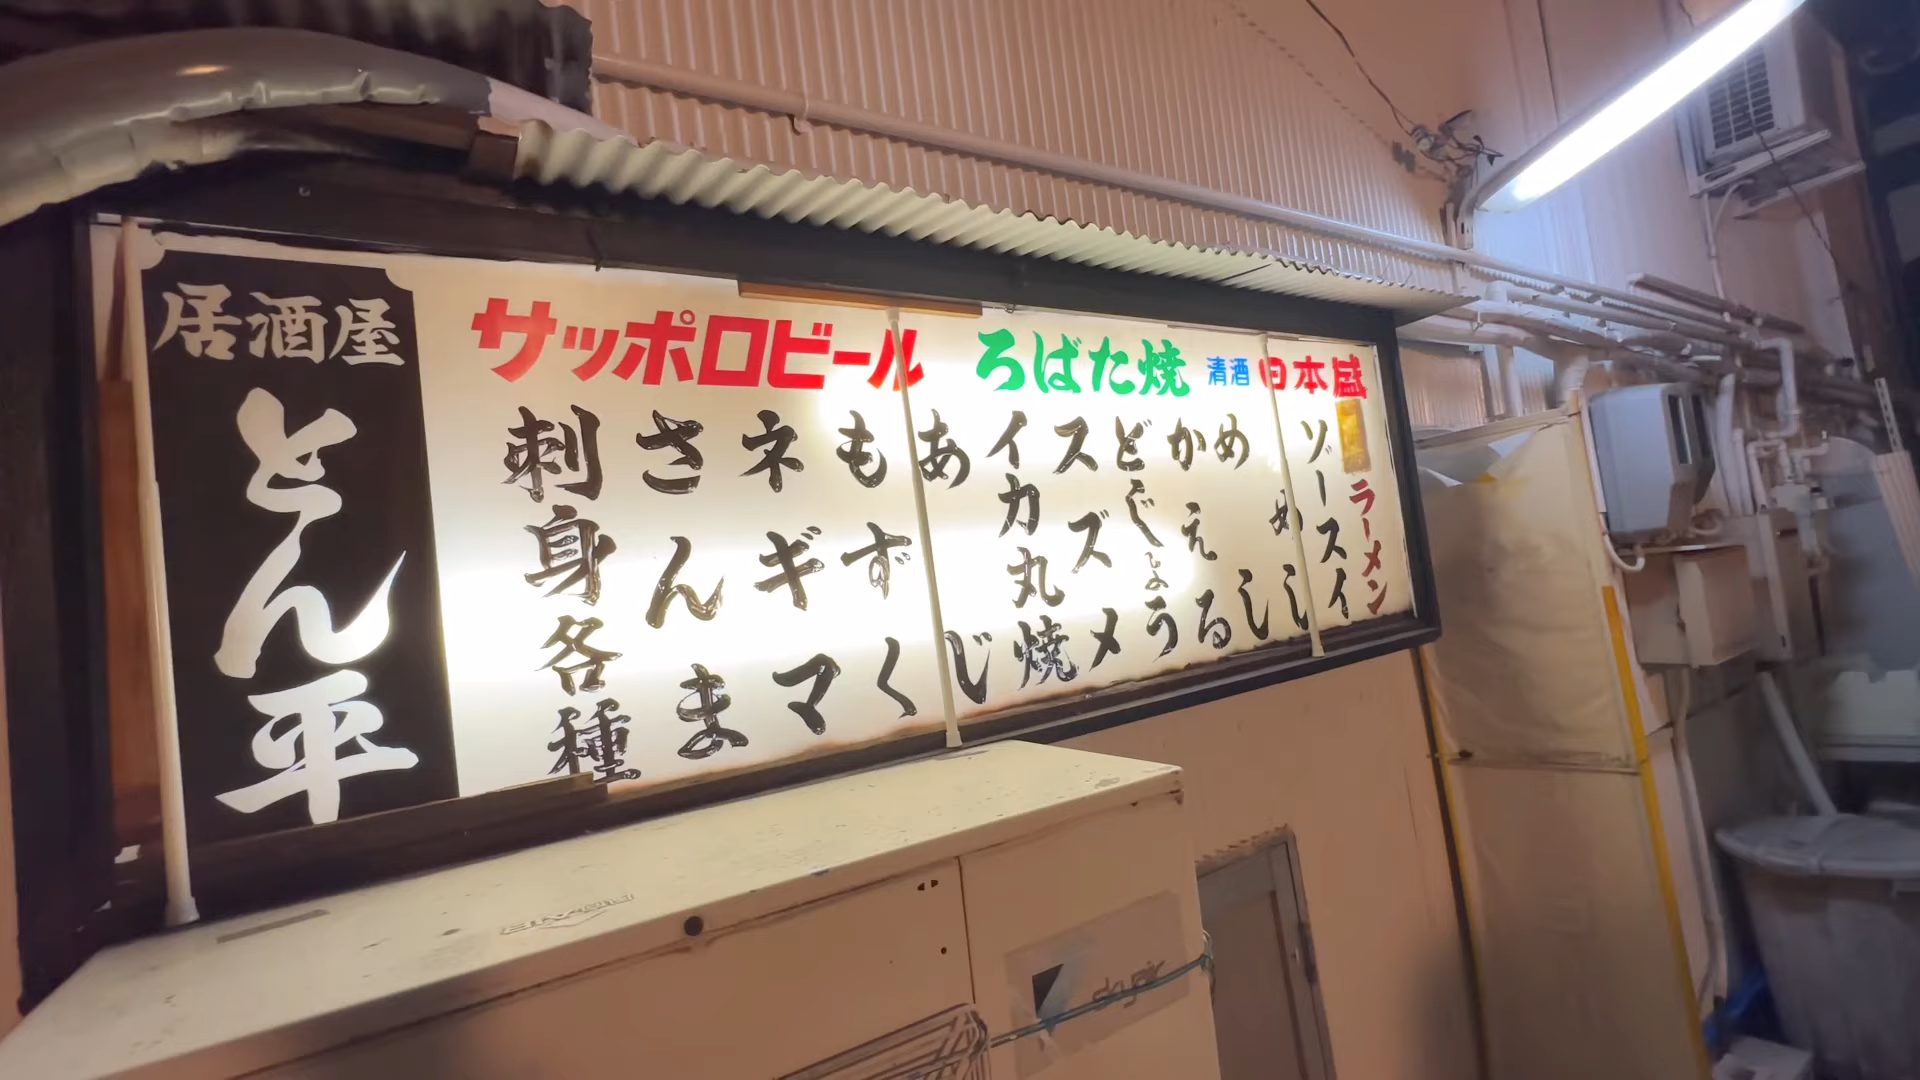 居酒屋
とん平
サッポロビール
ろばた焼
清酒 日本盛
刺身各種
さんま
ネギマ
もずく
あじ
イカ丸焼
スズメ
どじょう
かえる
めし
めし
ゾースイ
ラーメン